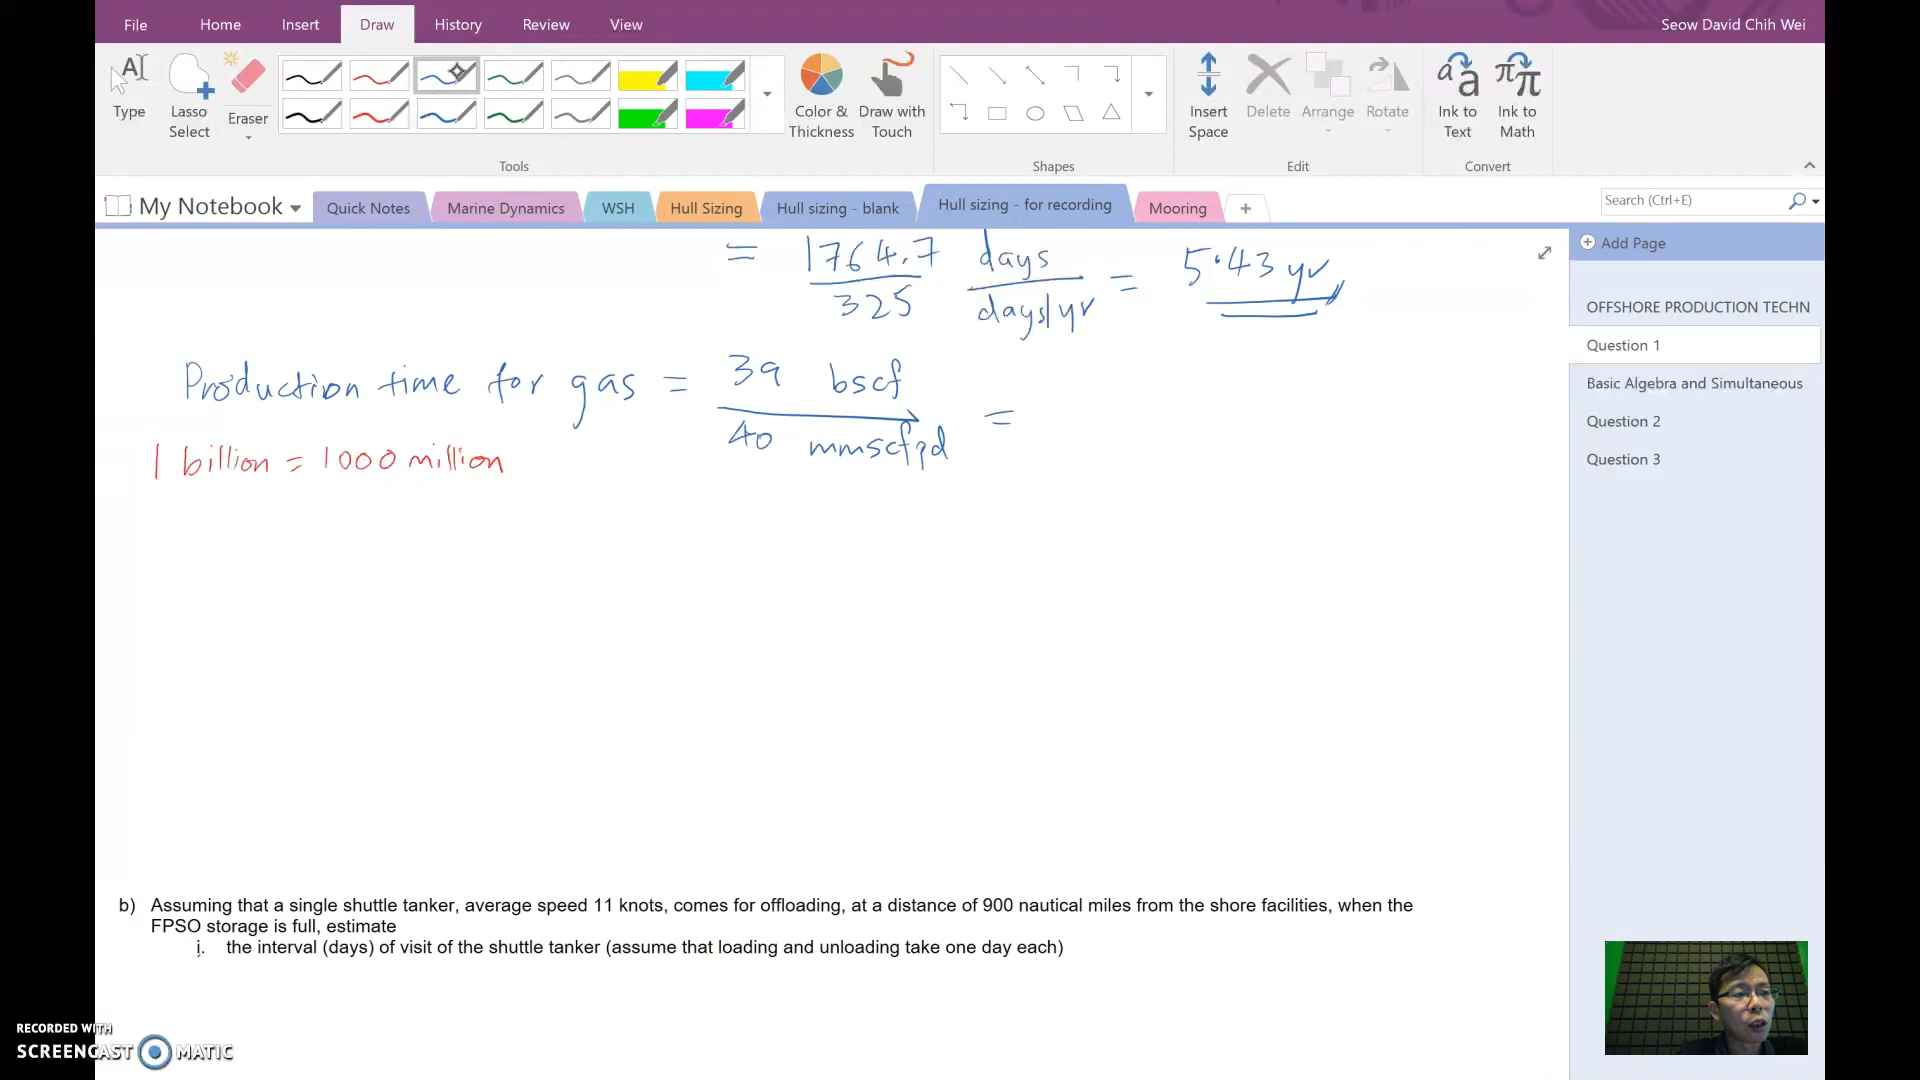 File Home Insert Draw History Review View Seow David Chih Wei
Type Lasso Select Eraser Color & Thickness Draw with Touch Insert Space Delete Arrange Rotate Ink to Text Ink to Math
Tools Shapes Edit Convert
My Notebook Quick Notes Marine Dynamics WSH Hull Sizing Hull sizing - blank Hull sizing - for recording Mooring Search (Ctrl+E)
Add Page
OFFSHORE PRODUCTION TECHN
Question 1
Basic Algebra and Simultaneous
Question 2
Question 3
= 1764.7 days = 5.43 yr
325 days/yr
Production time for gas = 39 bscf =
40 mmscfpd
1 billion = 1000 million
b) Assuming that a single shuttle tanker, average speed 11 knots, comes for offloading, at a distance of 900 nautical miles from the shore facilities, when the
FPSO storage is full, estimate
i. the interval (days) of visit of the shuttle tanker (assume that loading and unloading take one day each)
RECORDED WITH
SCREENCAST MATIC